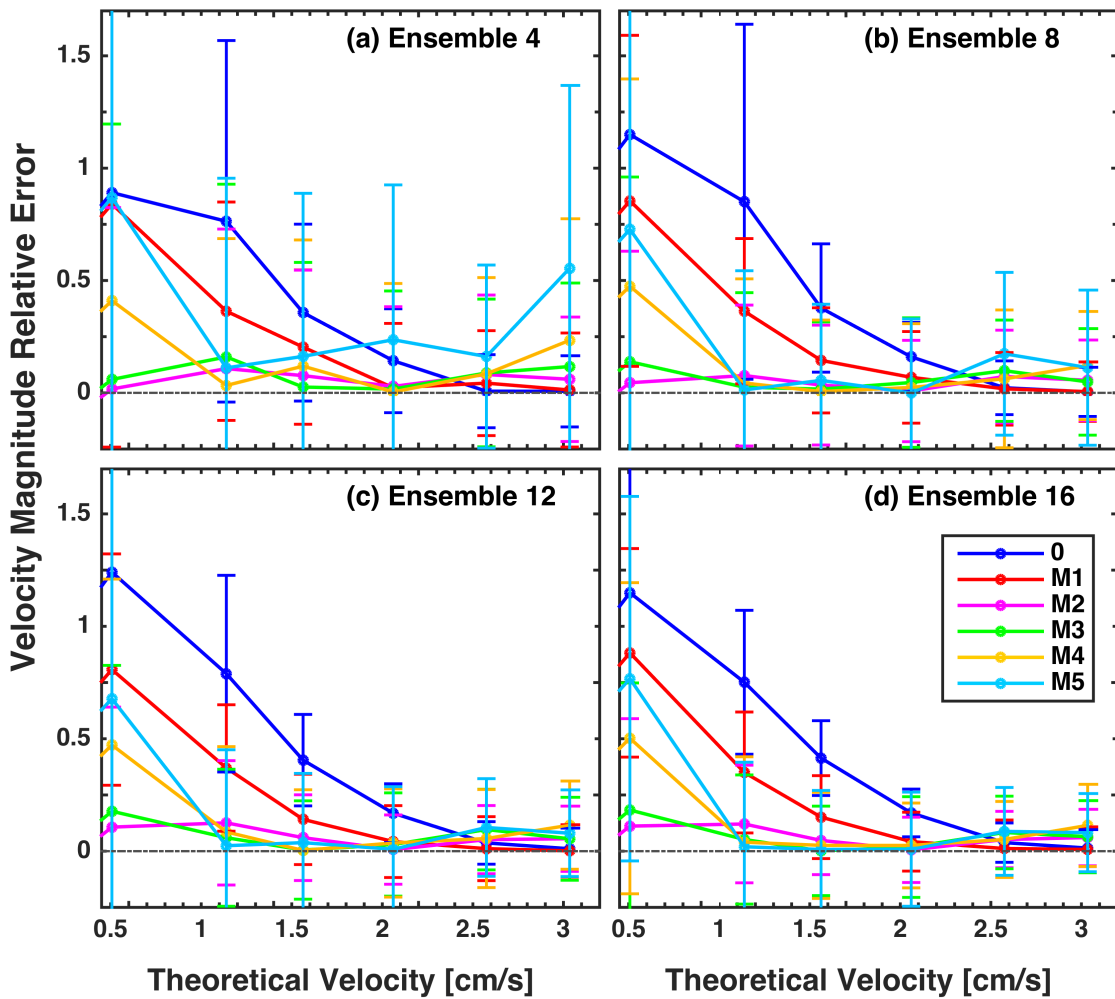 Velocity Magnitude Relative Error
(a) Ensemble 4
(b) Ensemble 8
1.5
1
0.5
0
(c) Ensemble 12
(d) Ensemble 16
1.5
1
0.5
0
0
M1
M2
M3
M4
M5
0.5 1 1.5 2 2.5 3
0.5 1 1.5 2 2.5 3
Theoretical Velocity [cm/s]
Theoretical Velocity [cm/s]